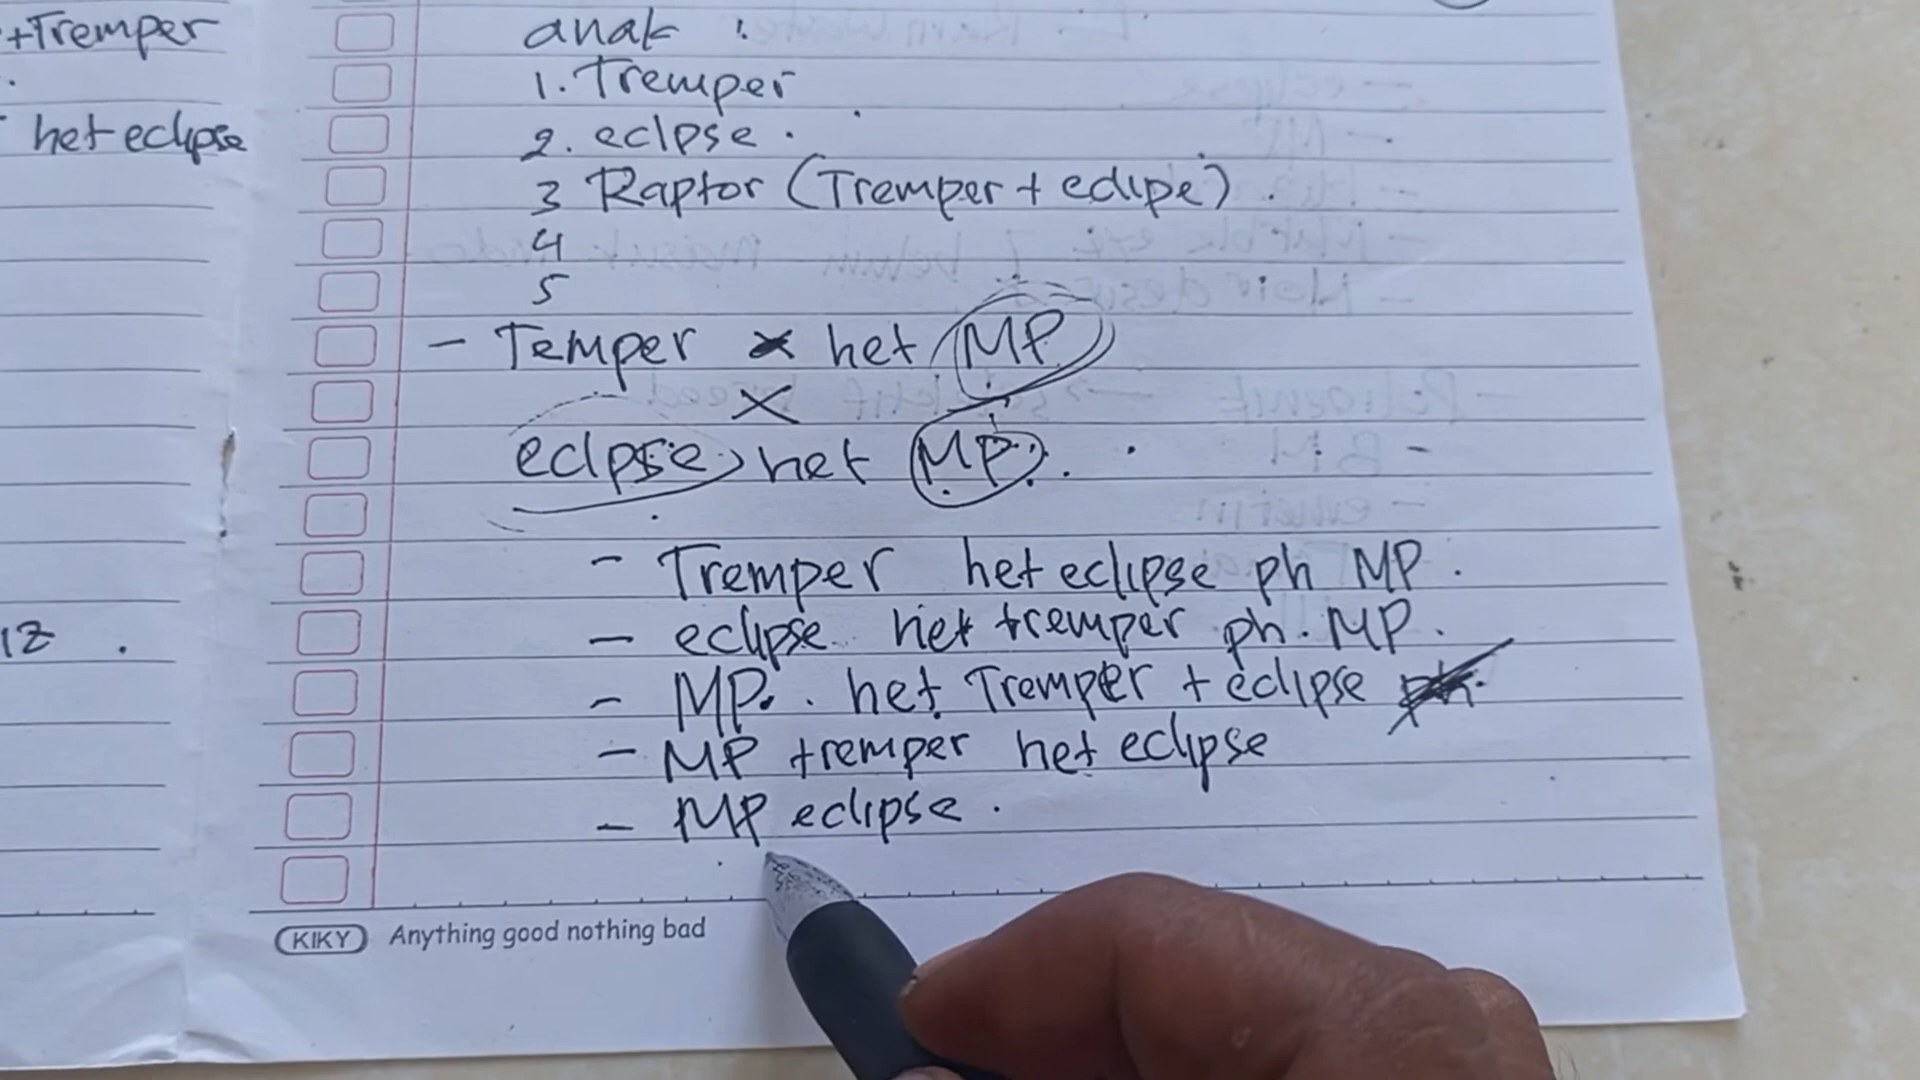 +Tremper
het eclipse
12 .
anak :
1. Tremper
2. eclpse .
3 Raptor (Tremper + eclipe) .
4
5
- Temper x het MP
x
eclpse het MP .
- Tremper het eclipse ph MP .
- eclipse het tremper ph. MP .
- MP. . het Tremper + eclipse
- MP tremper het eclipse
- MP eclipse .
KIKY Anything good nothing bad